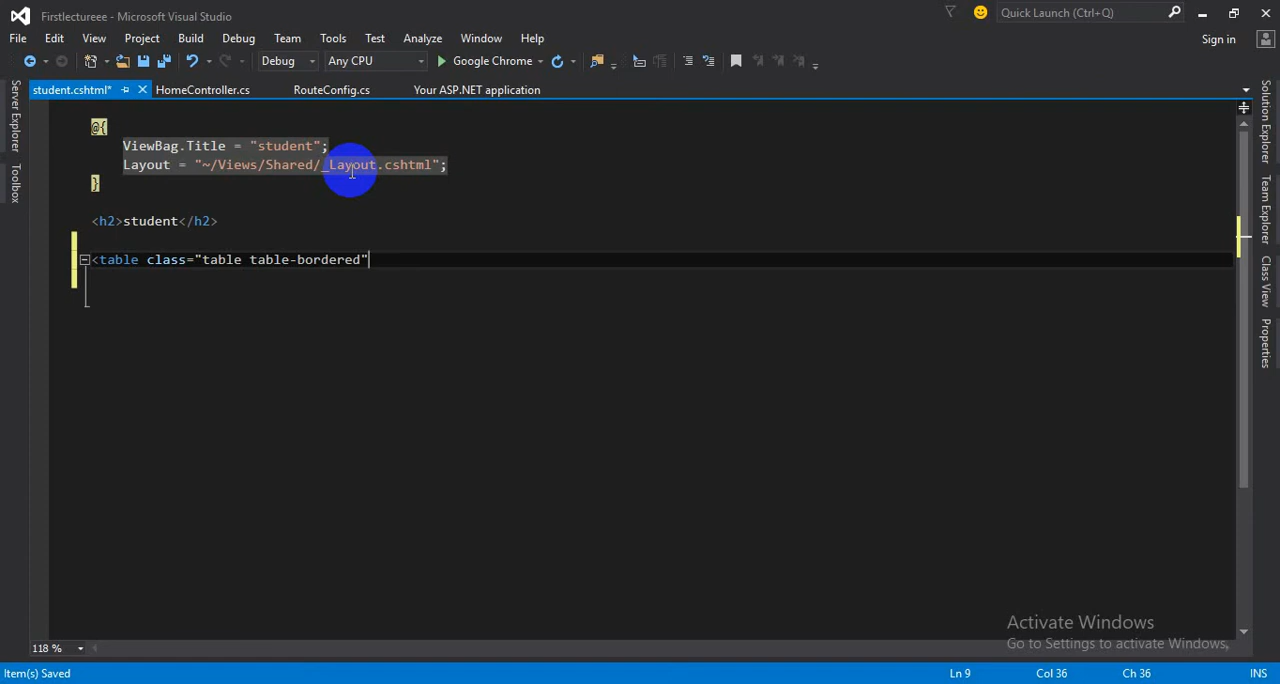 Firstlectureee - Microsoft Visual Studio
Quick Launch (Ctrl+Q)
File Edit View Project Build Debug Team Tools Test Analyze Window Help
Sign in
Debug Any CPU Google Chrome
student.cshtml* HomeController.cs RouteConfig.cs Your ASP.NET application
Server Explorer
Toolbox
@{
ViewBag.Title = "student";
Layout = "~/Views/Shared/_Layout.cshtml";
}
<h2>student</h2>
<table class="table table-bordered"
Solution Explorer
Team Explorer
Class View
Properties
Activate Windows
Go to Settings to activate Windows.
118 %
Item(s) Saved Ln 9 Col 36 Ch 36 INS